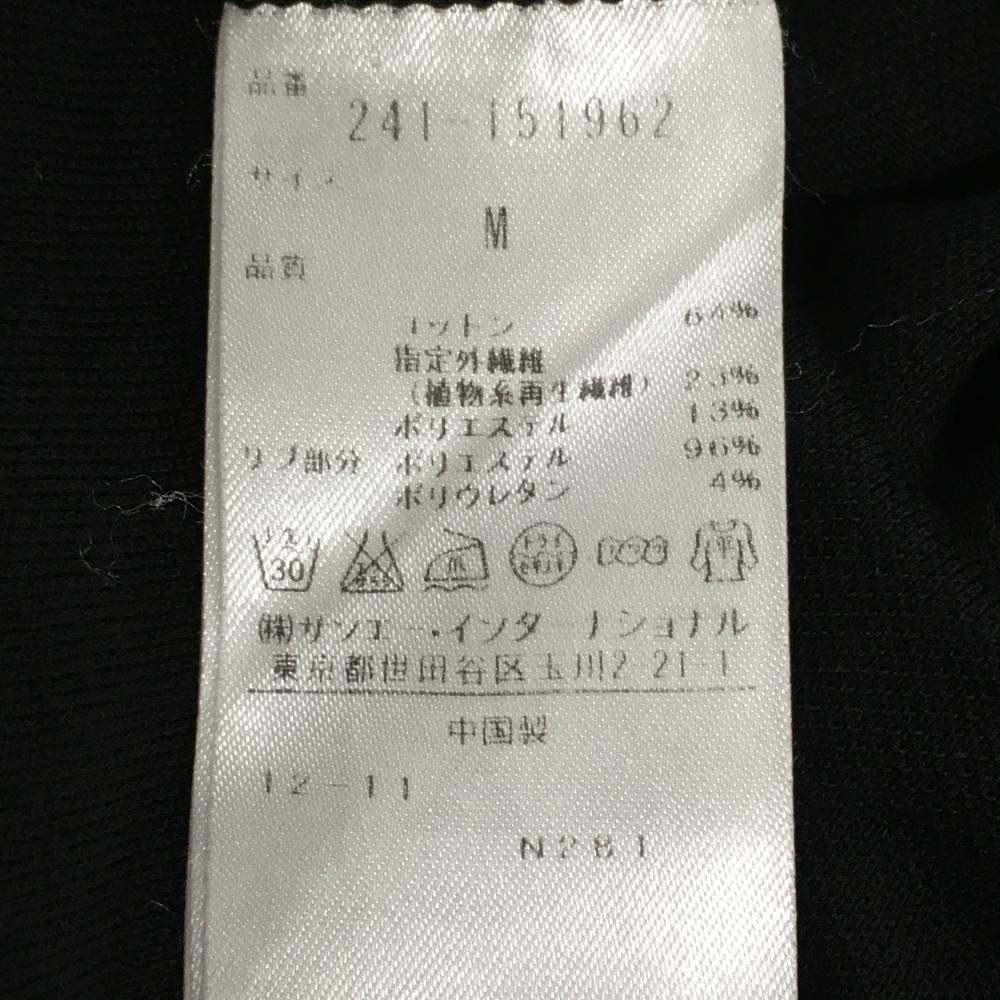 品番
241-151962
サイズ
M
品質
コットン 64%
指定外繊維
(植物系再生繊維) 23%
ポリエステル 13%
リブ部分 ポリエステル 96%
ポリウレタン 4%
30 平
(株)サンエー・インターナショナル
東京都世田谷区玉川2-21-1
中国製
12-11
N281